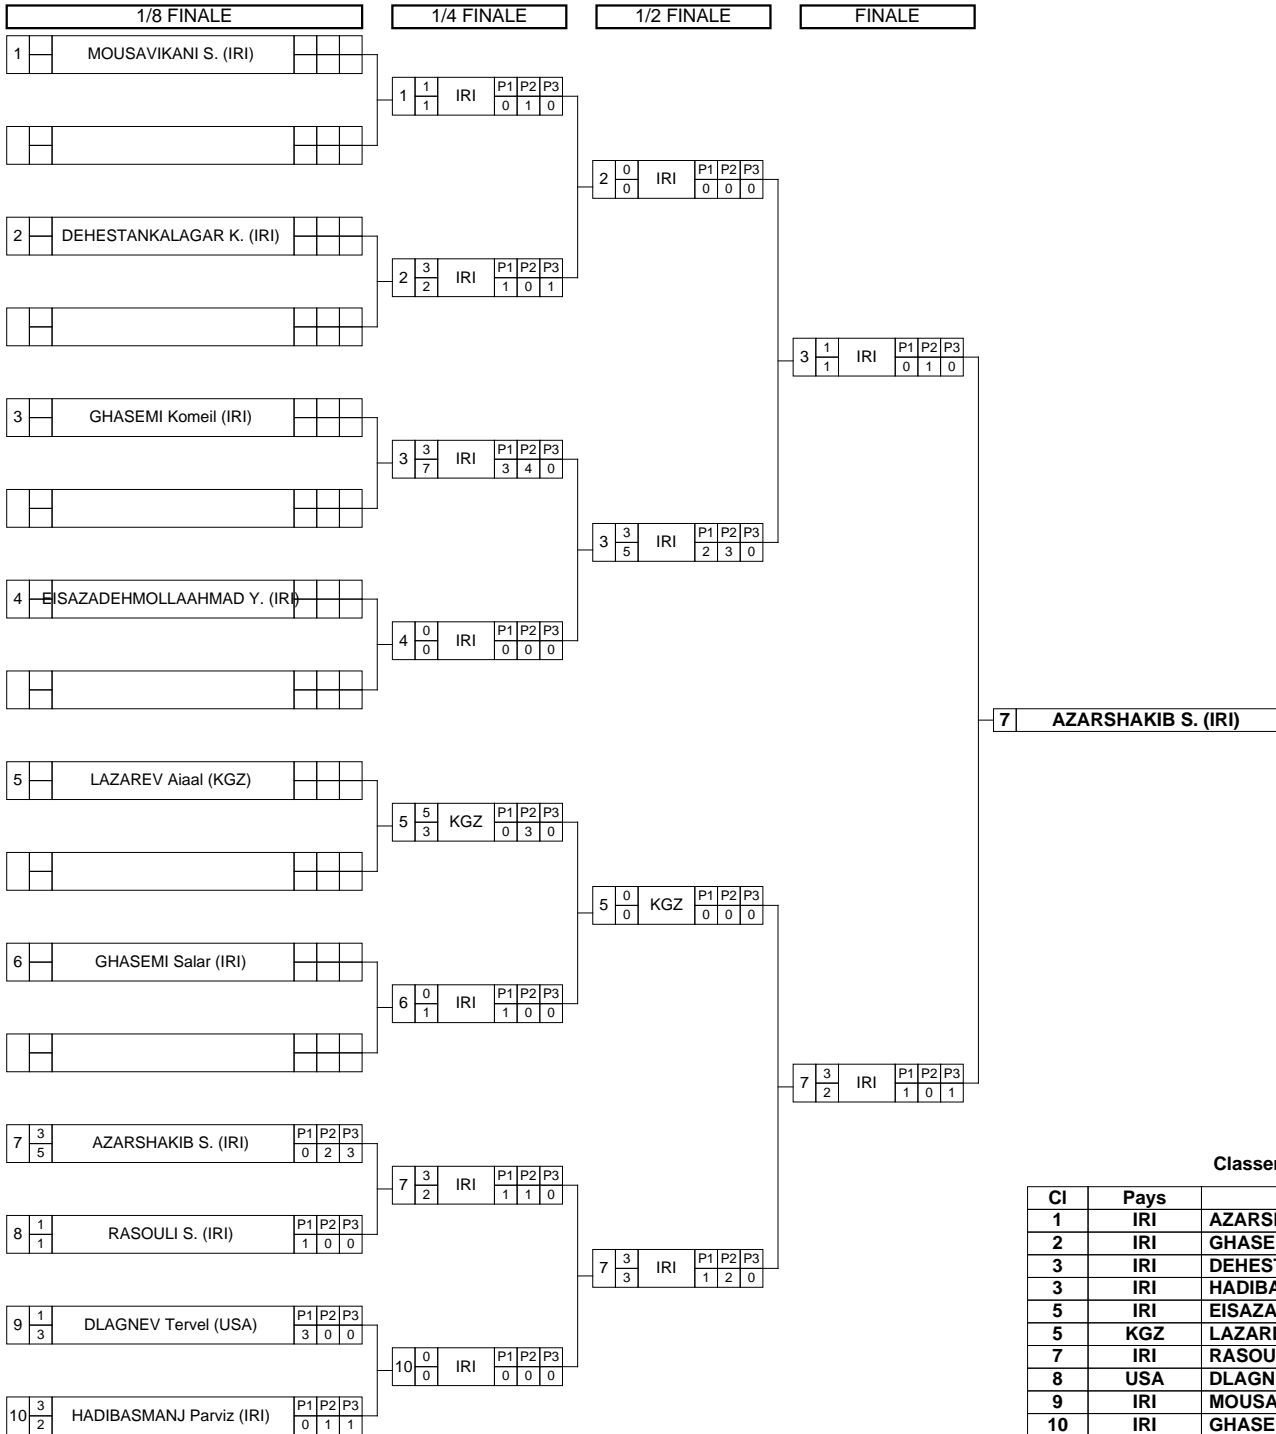 1/8 FINALE 1/4 FINALE 1/2 FINALE FINALE
1 MOUSAVIKANI S. (IRI)
1 1 1 IRI P1 P2 P3 0 1 0
2 0 0 IRI P1 P2 P3 0 0 0
2 DEHESTANKALAGAR K. (IRI)
2 3 2 IRI P1 P2 P3 1 0 1
3 1 1 IRI P1 P2 P3 0 1 0
3 GHASEMI Komeil (IRI)
3 3 7 IRI P1 P2 P3 3 4 0
3 3 5 IRI P1 P2 P3 2 3 0
4 EISAZADEHMOLLAAHMAD Y. (IRI)
4 0 0 IRI P1 P2 P3 0 0 0
7 AZARSHAKIB S. (IRI)
5 LAZAREV Aiaal (KGZ)
5 5 3 KGZ P1 P2 P3 0 3 0
5 0 0 KGZ P1 P2 P3 0 0 0
6 GHASEMI Salar (IRI)
6 0 1 IRI P1 P2 P3 1 0 0
7 3 2 IRI P1 P2 P3 1 0 1
7 3 5 AZARSHAKIB S. (IRI) P1 P2 P3 0 2 3
7 3 2 IRI P1 P2 P3 1 1 0
8 1 1 RASOULI S. (IRI) P1 P2 P3 1 0 0
7 3 3 IRI P1 P2 P3 1 2 0
9 1 3 DLAGNEV Tervel (USA) P1 P2 P3 3 0 0
10 0 0 IRI P1 P2 P3 0 0 0
10 3 2 HADIBASMANJ Parviz (IRI) P1 P2 P3 0 1 1
Classe
Cl Pays
1 IRI AZARS
2 IRI GHASE
3 IRI DEHES
3 IRI HADIBA
5 IRI EISAZA
5 KGZ LAZAR
7 IRI RASOU
8 USA DLAGN
9 IRI MOUSA
10 IRI GHASE